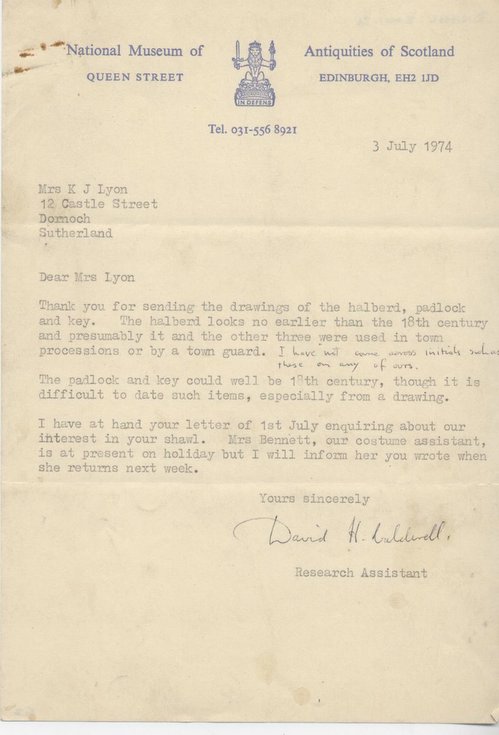 National Museum of Antiquities of Scotland
QUEEN STREET EDINBURGH, EH2 1JD
IN DEFENS
Tel. 031-556 8921
3 July 1974
Mrs K J Lyon
12 Castle Street
Dornoch
Sutherland
Dear Mrs Lyon
Thank you for sending the drawings of the halberd, padlock
and key. The halberd looks no earlier than the 18th century
and presumably it and the other three were used in town
processions or by a town guard. I have not come across initials such as
these on any of ours.
The padlock and key could well be 18th century, though it is
difficult to date such items, especially from a drawing.
I have at hand your letter of 1st July enquiring about our
interest in your shawl. Mrs Bennett, our costume assistant,
is at present on holiday but I will inform her you wrote when
she returns next week.
Yours sincerely
David H. Caldwell.
Research Assistant